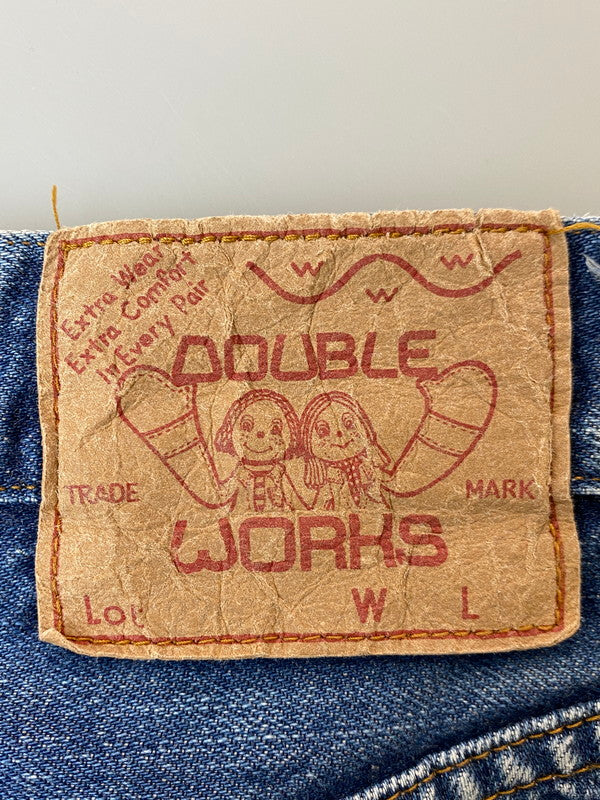 Extra Wear
Extra Comfort
In Every Pair
W W W
DOUBLE
TRADE MARK
WORKS
Lot W L